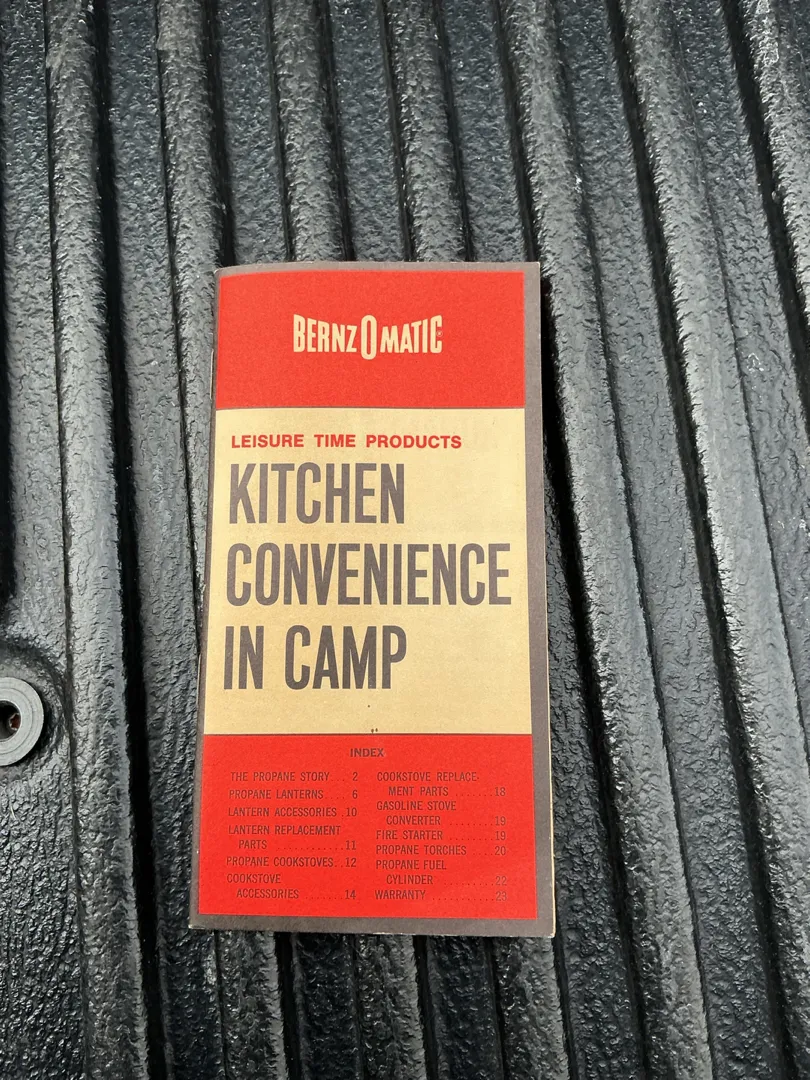 BERNZOMATIC®
LEISURE TIME PRODUCTS
KITCHEN
CONVENIENCE
IN CAMP
INDEX
THE PROPANE STORY . . . 2
PROPANE LANTERNS . . . . 6
LANTERN ACCESSORIES . 10
LANTERN REPLACEMENT
PARTS . . . . . . . . . . . . . 11
PROPANE COOKSTOVES . . 12
COOKSTOVE
ACCESSORIES . . . . . . . 14
COOKSTOVE REPLACE-
MENT PARTS . . . . . . . 18
GASOLINE STOVE
CONVERTER . . . . . . . . . 19
FIRE STARTER . . . . . . . . 19
PROPANE TORCHES . . . 20
PROPANE FUEL
CYLINDER . . . . . . . . . . 22
WARRANTY . . . . . . . . . . . 23